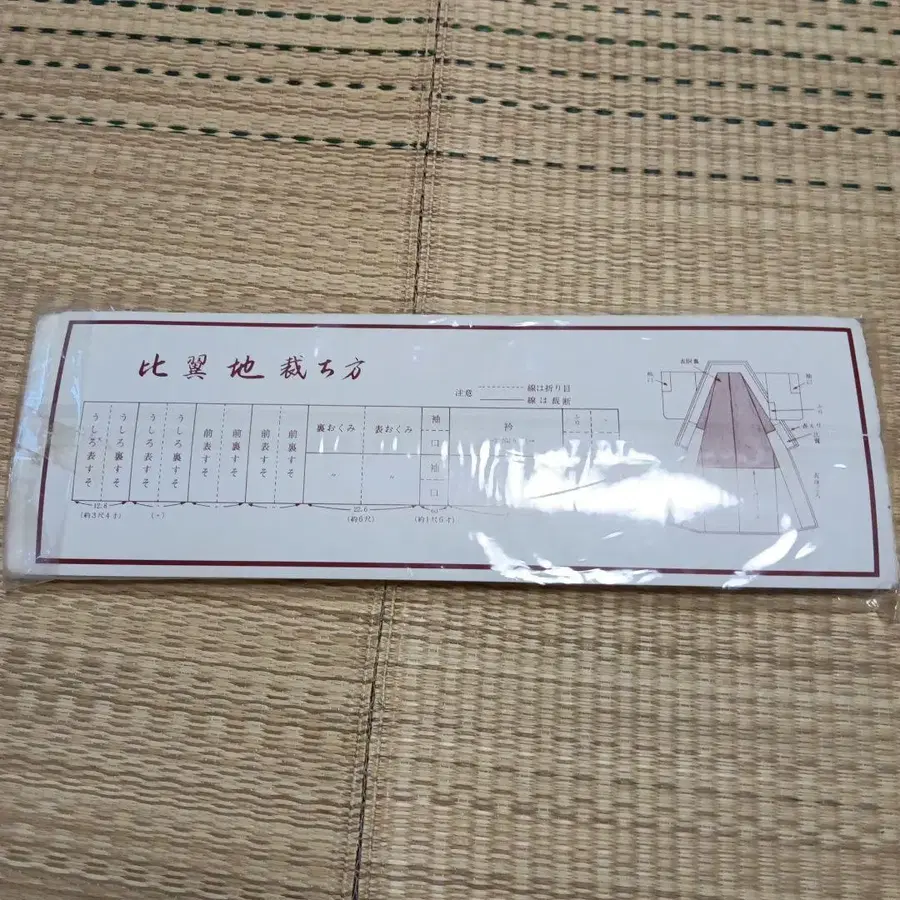 比翼地裁ち方
注意 線は折り目
線は裁断
うしろ表すそ
うしろ裏すそ
うしろ表すそ
うしろ裏すそ
前表すそ
前裏すそ
前表すそ
前裏すそ
裏おくみ
表おくみ
袖口
衿
〃
〃
袖口
(約3尺4寸)
(〃)
22.6
(約6尺)
(約1尺6寸)